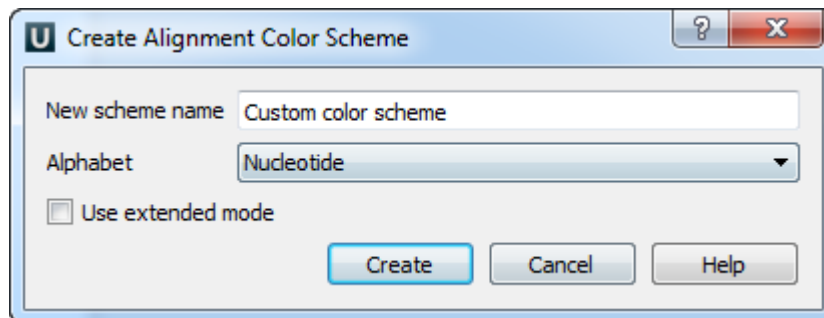 U Create Alignment Color Scheme ? X
New scheme name Custom color scheme
Alphabet Nucleotide
Use extended mode
Create Cancel Help